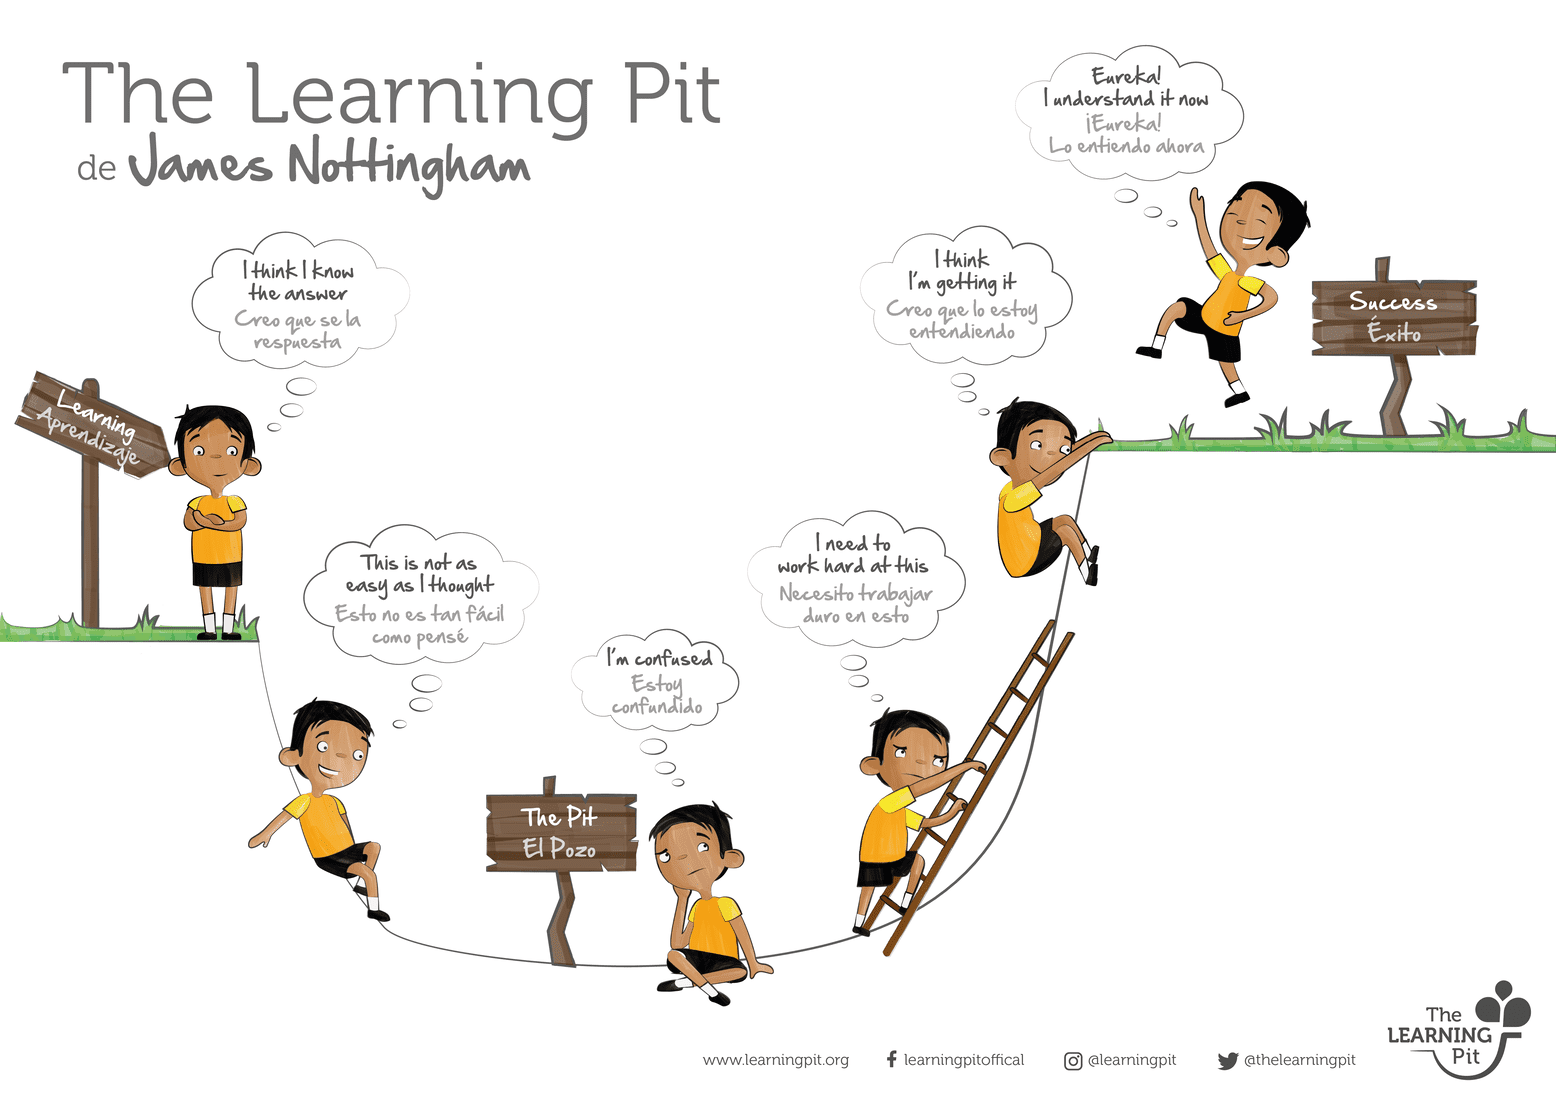 The Learning Pit
de James Nottingham
I think I know
the answer
Creo que se la
respuesta
Learning
Aprendizaje
This is not as
easy as I thought
Esto no es tan fácil
como pensé
The Pit
El Pozo
I'm confused
Estoy
confundido
I need to
work hard at this
Necesito trabajar
duro en esto
I think
I'm getting it
Creo que lo estoy
entendiendo
Eureka!
I understand it now
¡Eureka!
Lo entiendo ahora
Success
Éxito
www.learningpit.org
learningpitoffical
@learningpit
@thelearningpit
The
LEARNING
Pit